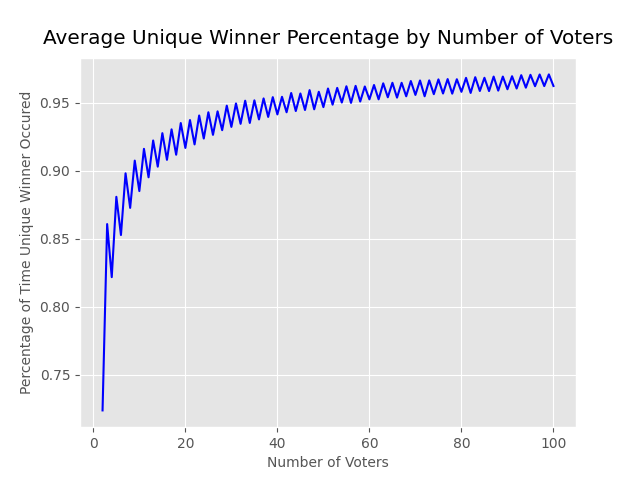 Average Unique Winner Percentage by Number of Voters
Percentage of Time Unique Winner Occured
0.95
0.90
0.85
0.80
0.75
0 20 40 60 80 100
Number of Voters